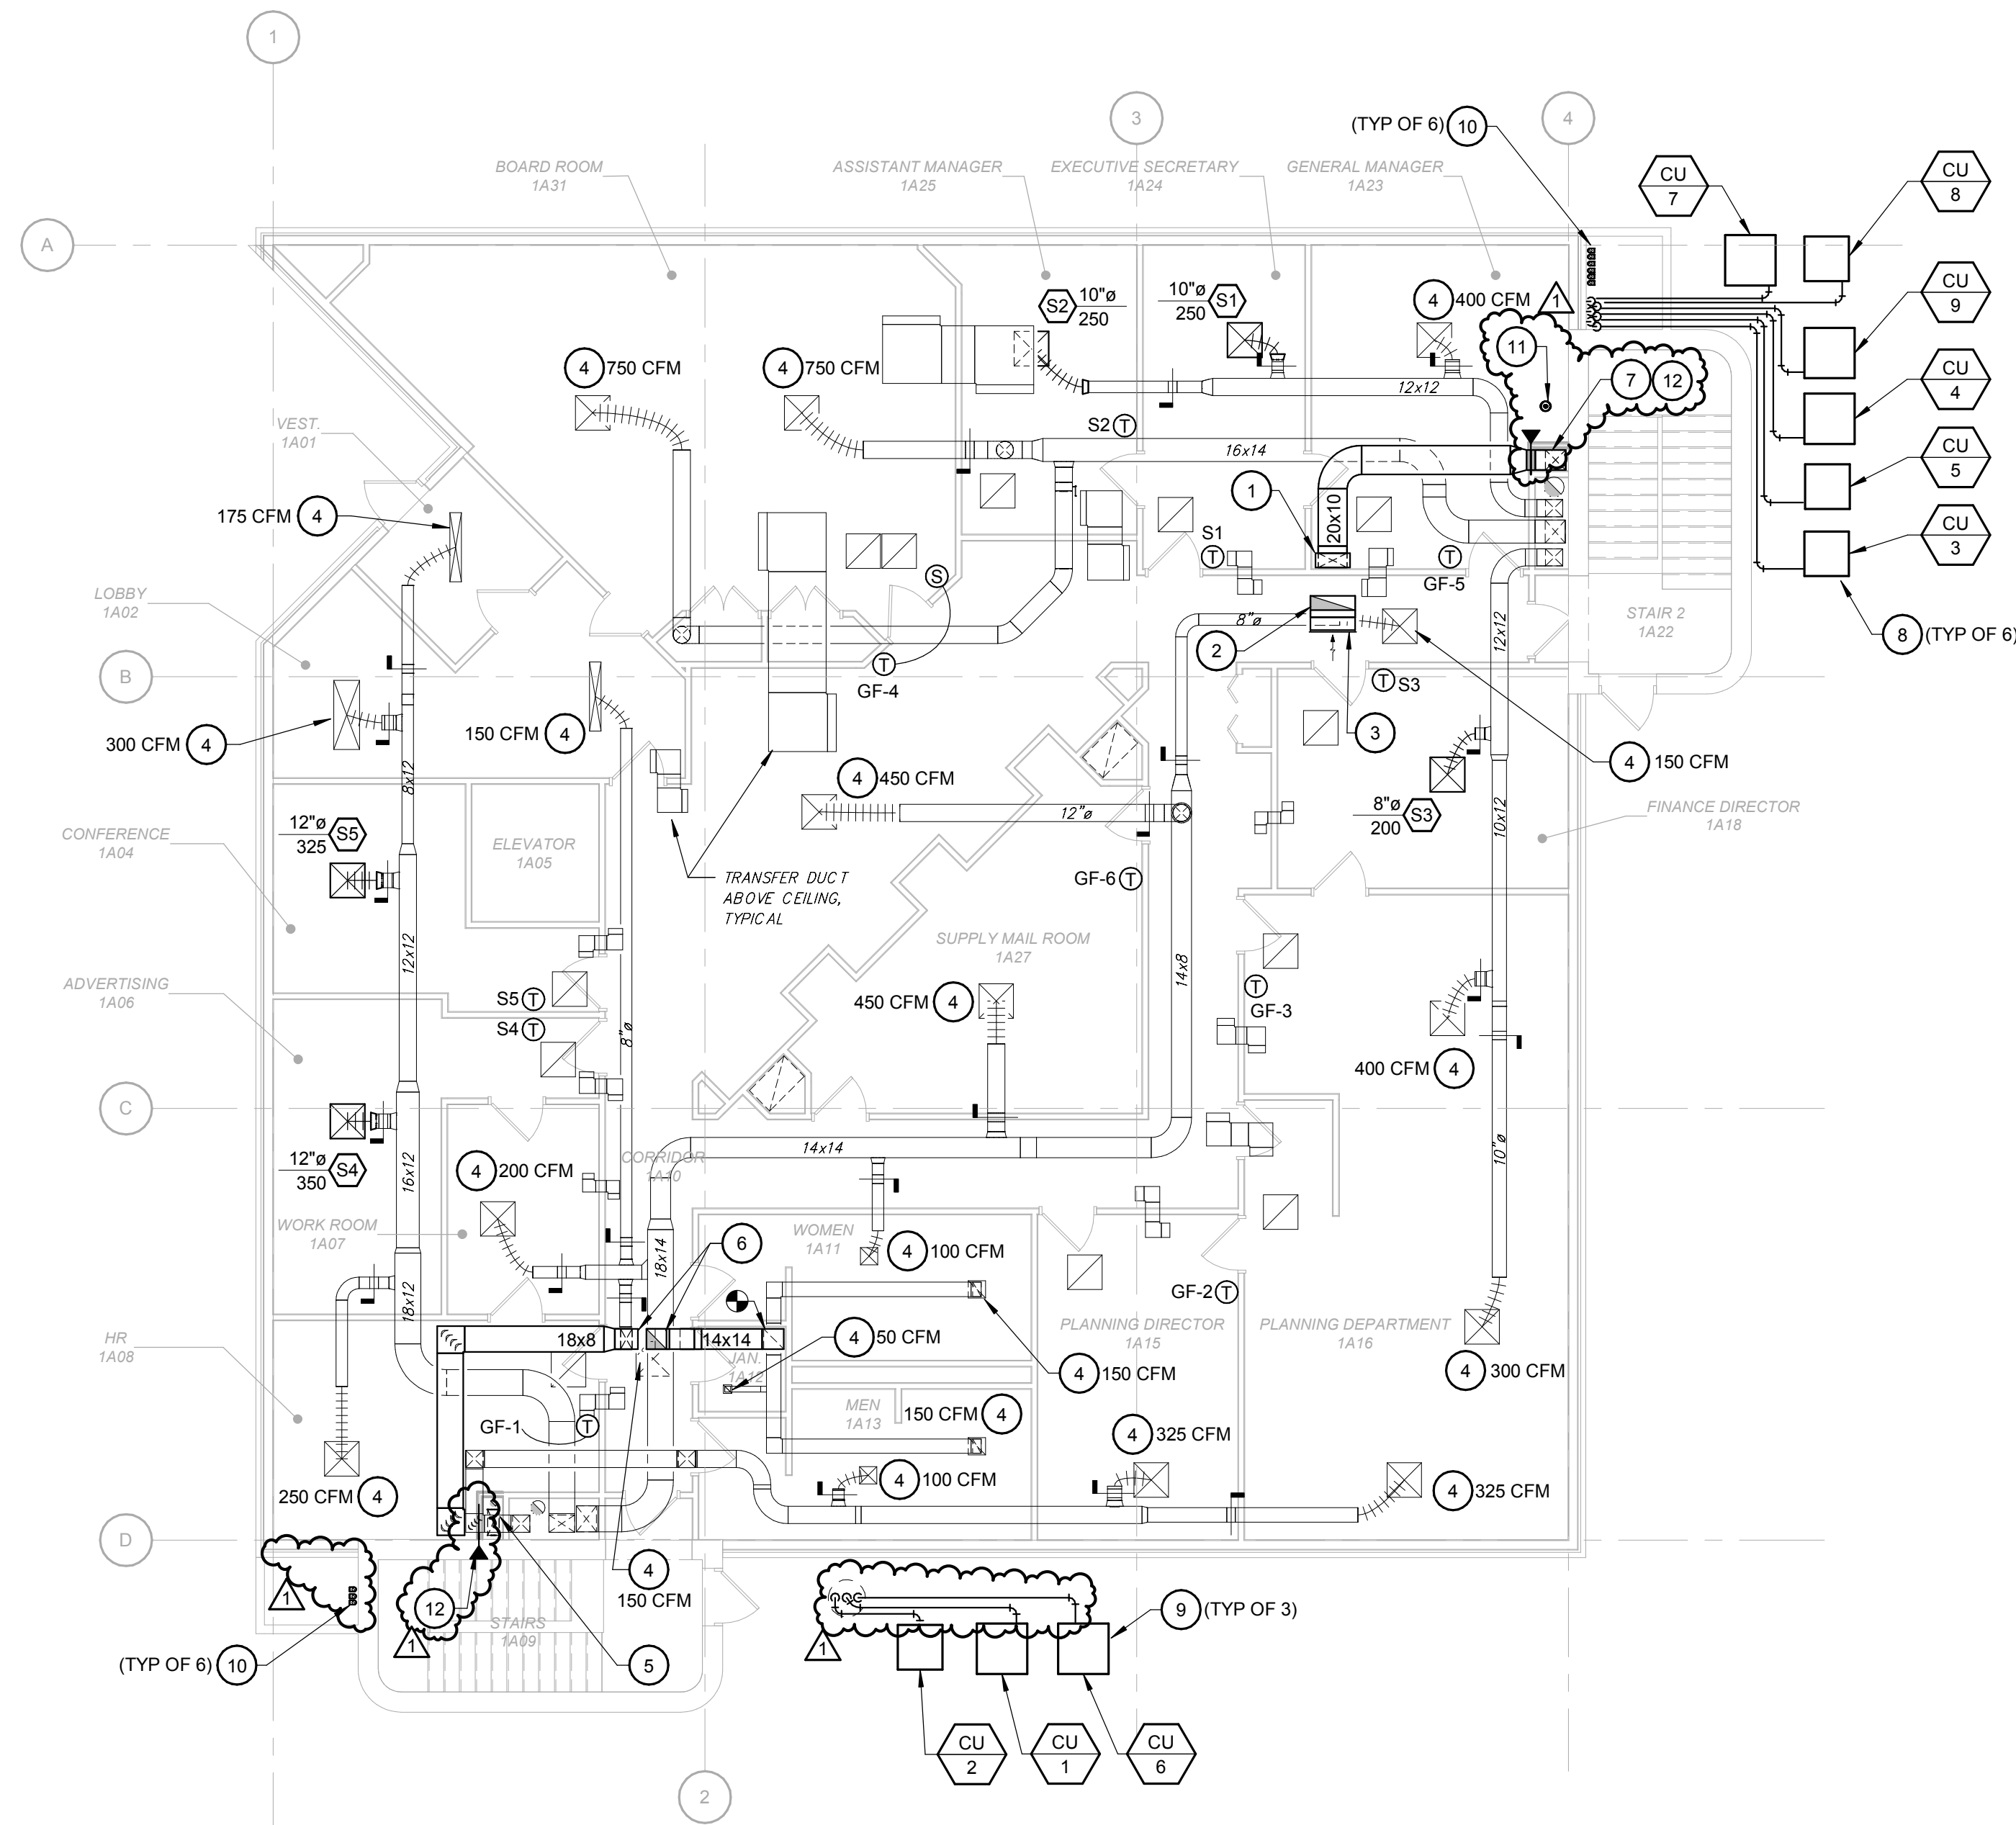 1
3
4
(TYP OF 6) 10
BOARD ROOM
1A31
ASSISTANT MANAGER
1A25
EXECUTIVE SECRETARY
1A24
GENERAL MANAGER
1A23
CU
7
CU
8
A
S2 10"ø
250
10"ø S1
250
4 400 CFM
1
CU
9
11
7 12
4 750 CFM
4 750 CFM
12x12
CU
4
VEST.
1A01
S2 T
16x14
CU
5
1
175 CFM 4
20x10
S1
T
T
GF-5
CU
3
S
LOBBY
1A02
STAIR 2
1A22
8"ø
12x12
8 (TYP OF 6)
2
B
T
GF-4
T S3
300 CFM 4
150 CFM 4
3
4 150 CFM
8x12
4 450 CFM
12"ø
8"ø
200 S3
10x12
FINANCE DIRECTOR
1A18
CONFERENCE
1A04
12"ø
325 S5
ELEVATOR
1A05
TRANSFER DUCT
ABOVE CEILING,
TYPICAL
GF-6 T
12x12
SUPPLY MAIL ROOM
1A27
14x8
ADVERTISING
1A06
S5 T
S4 T
450 CFM 4
T
GF-3
8"ø
400 CFM 4
C
12"ø
350 S4
16x12
4 200 CFM
CORRIDOR
1A10
14x14
10"ø
WORK ROOM
1A07
18x14
6
WOMEN
1A11
4 100 CFM
18x12
GF-2 T
HR
1A08
18x8
14x14
4 50 CFM
JAN.
1A12
4 150 CFM
PLANNING DIRECTOR
1A15
PLANNING DEPARTMENT
1A16
4 300 CFM
GF-1 T
MEN
1A13
150 CFM 4
4 325 CFM
250 CFM 4
4 100 CFM
4 325 CFM
D
1
12
4
150 CFM
9 (TYP OF 3)
STAIRS
1A09
1
1
(TYP OF 6) 10
5
CU
2
CU
1
CU
6
2